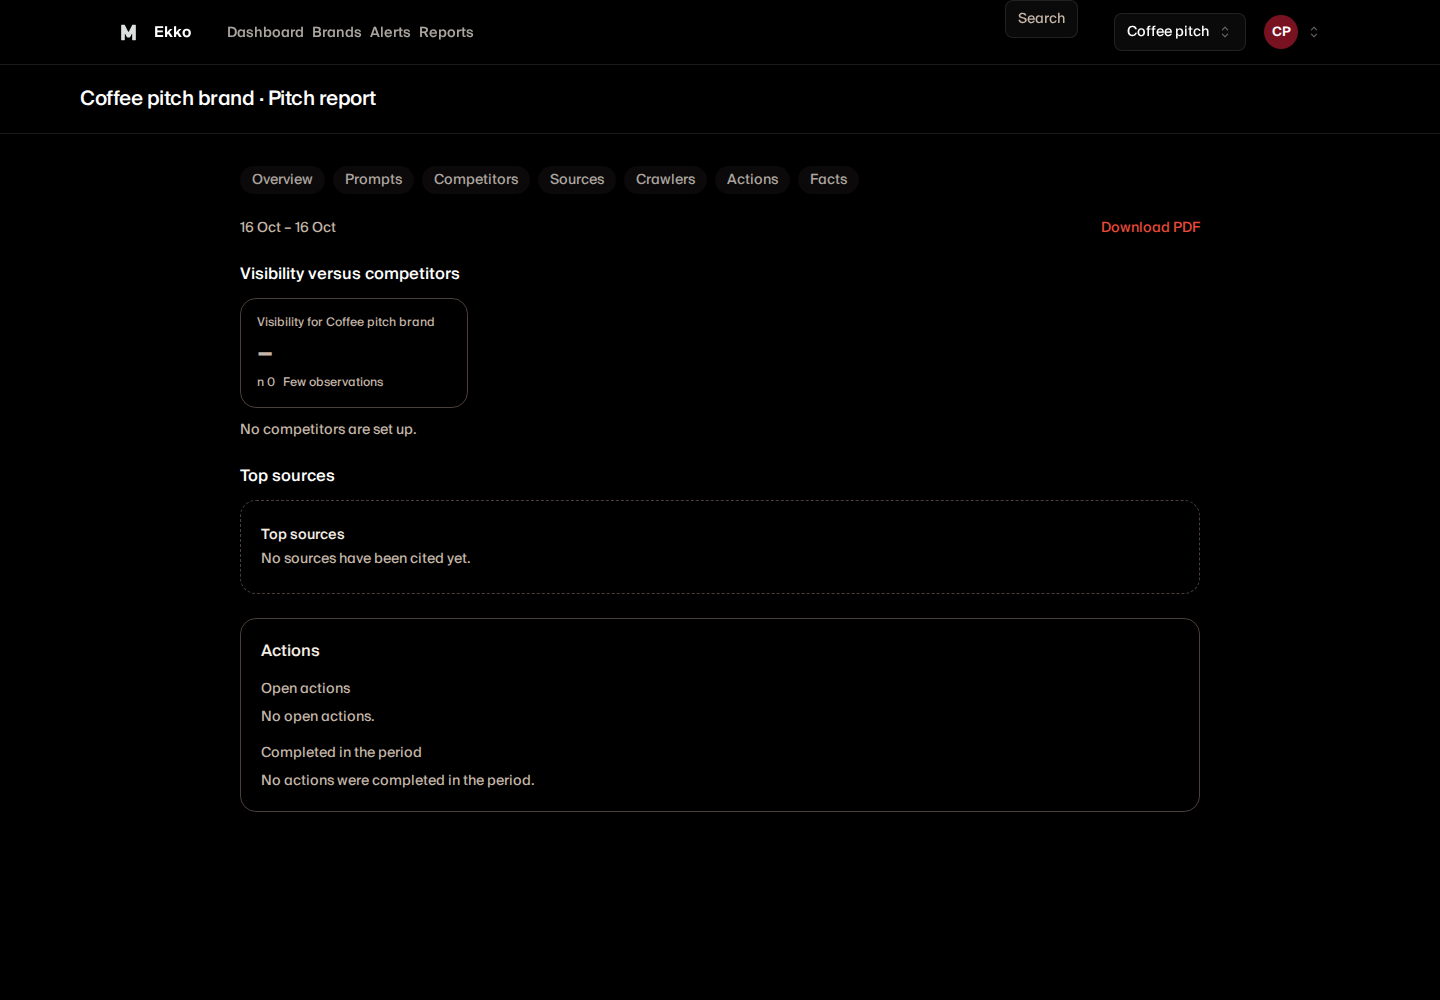 M Ekko Dashboard Brands Alerts Reports Search Coffee pitch CP
Coffee pitch brand · Pitch report
Overview Prompts Competitors Sources Crawlers Actions Facts
16 Oct – 16 Oct Download PDF
Visibility versus competitors
Visibility for Coffee pitch brand
–
n 0 Few observations
No competitors are set up.
Top sources
Top sources
No sources have been cited yet.
Actions
Open actions
No open actions.
Completed in the period
No actions were completed in the period.